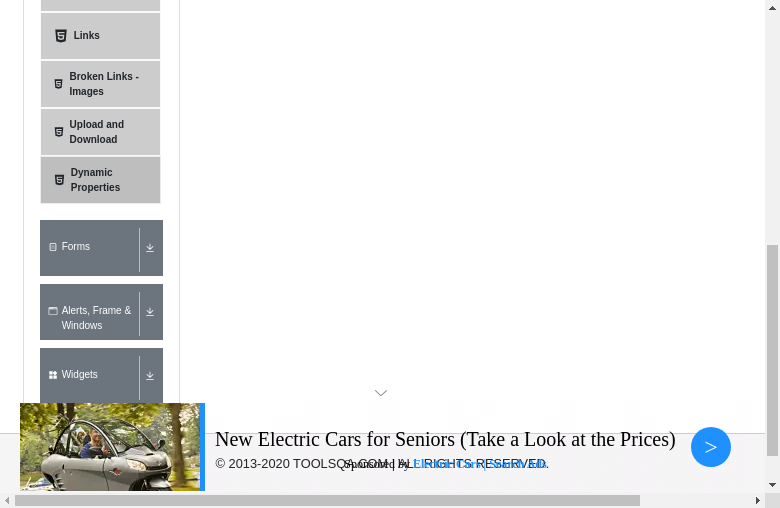 Links
Broken Links -
Images
Upload and
Download
Dynamic
Properties
Forms
Alerts, Frame &
Windows
Widgets
New Electric Cars for Seniors (Take a Look at the Prices)
© 2013-2020 TOOLSQA.COM | ALL RIGHTS RESERVED.
Sponsored by